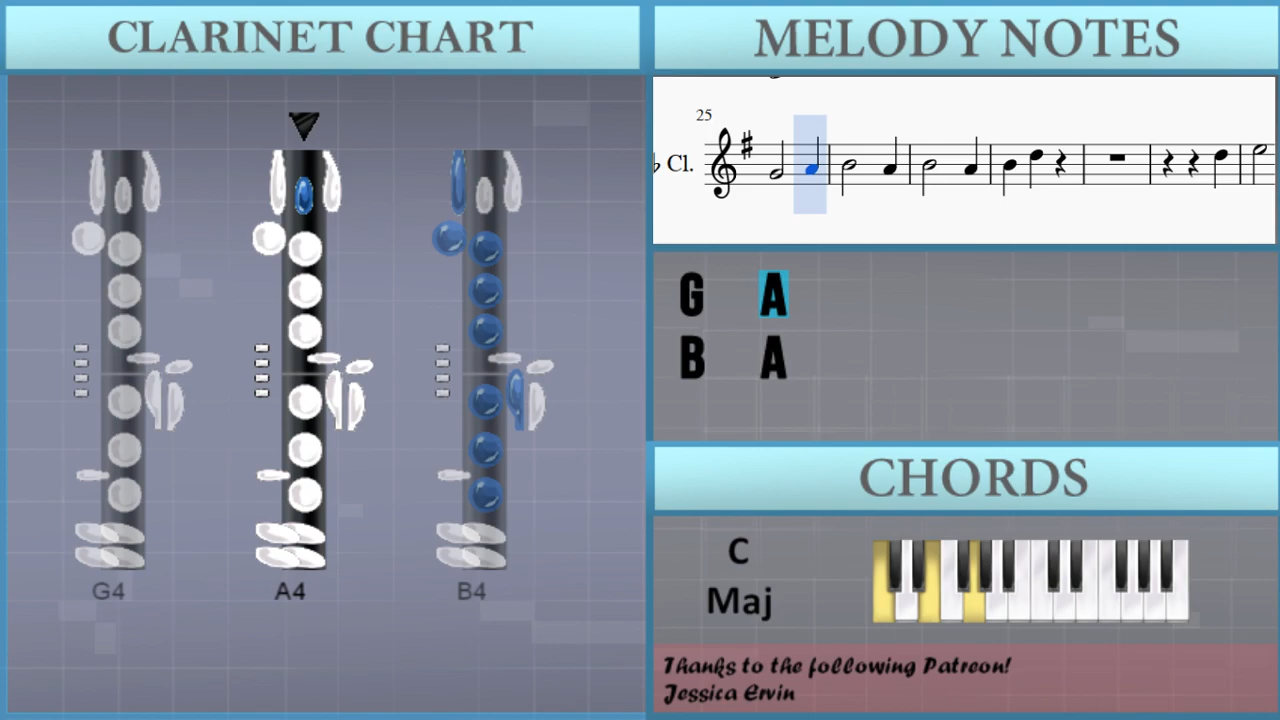 CLARINET CHART
G4 A4 B4
MELODY NOTES
25
♭ Cl.
G A
B A
CHORDS
C
Maj
Thanks to the following Patreon!
Jessica Ervin